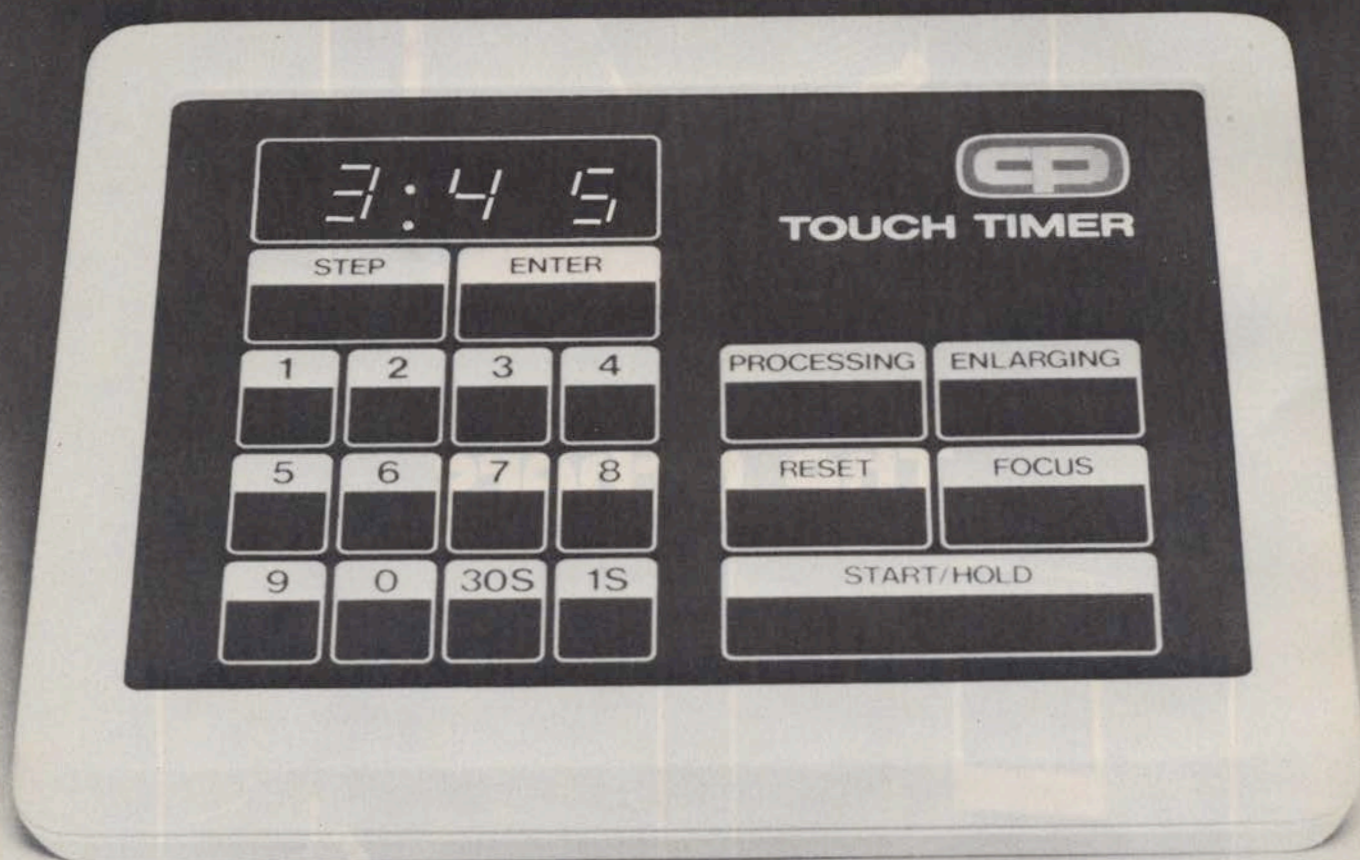 3:45
CP
TOUCH TIMER
STEP ENTER
1 2 3 4
PROCESSING ENLARGING
5 6 7 8
RESET FOCUS
9 0 30S 1S
START/HOLD